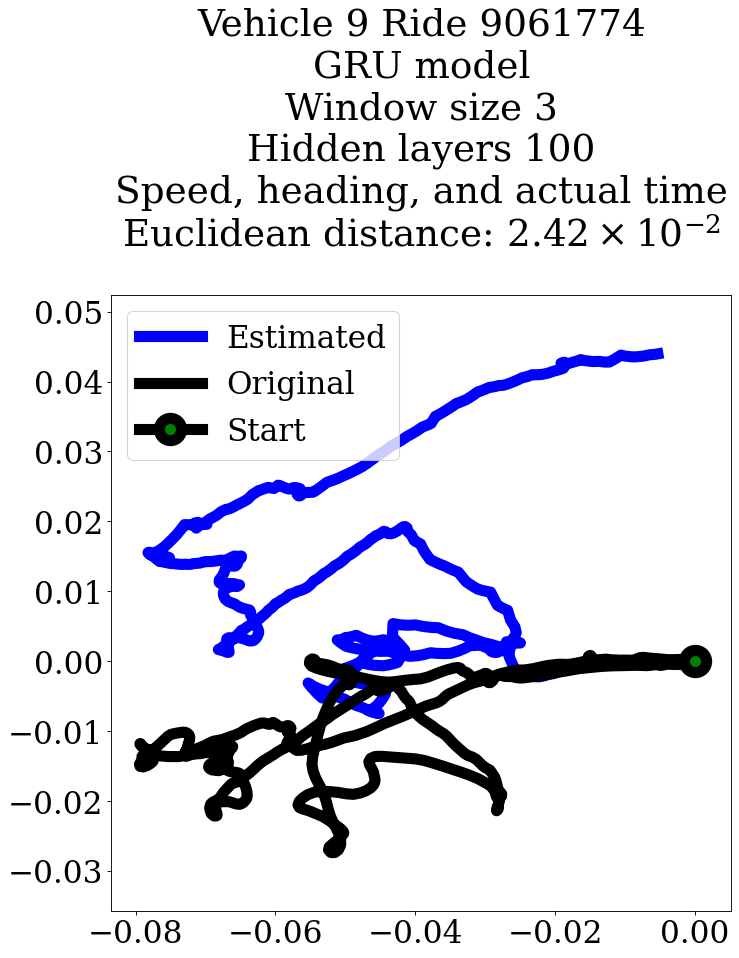 Vehicle 9 Ride 9061774
GRU model
Window size 3
Hidden layers 100
Speed, heading, and actual time
Euclidean distance: 2.42 × 10⁻²
0.05
0.04
0.03
0.02
0.01
0.00
−0.01
−0.02
−0.03
Estimated
Original
Start
−0.08 −0.06 −0.04 −0.02 0.00